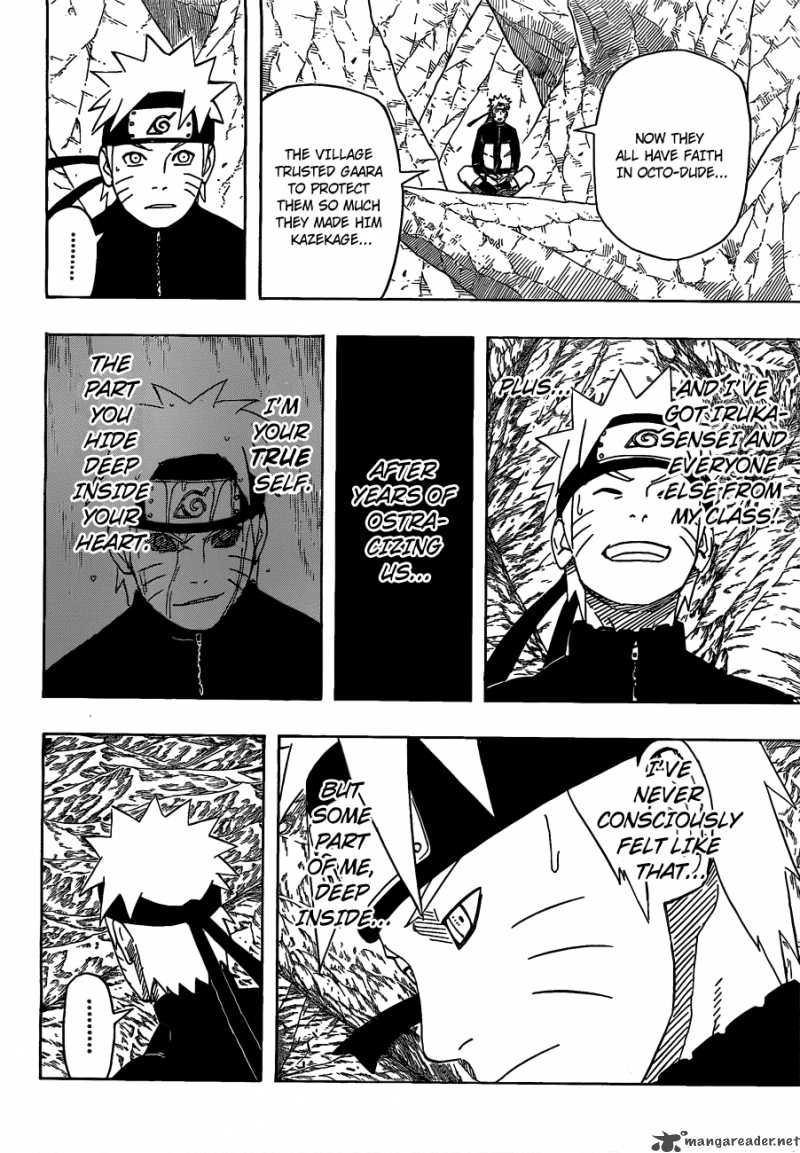 NOW THEY
ALL HAVE FAITH
IN OCTO-DUDE...
THE VILLAGE
TRUSTED GAARA
TO PROTECT
THEM SO MUCH
THEY MADE HIM
KAZEKAGE...
.........
AND I'VE
GOT IRUKA-
SENSEI AND
EVERYONE
ELSE FROM
MY CLASS!
PLUS...
AFTER
YEARS OF
OSTRA-
CIZING
US...
I'M
YOUR
TRUE
SELF.
THE
PART
YOU
HIDE
DEEP
INSIDE
YOUR
HEART.
I'VE
NEVER
CONSCIOUSLY
FELT LIKE
THAT...
BUT
SOME
PART
OF ME,
DEEP
INSIDE...
.........
mangareader.net